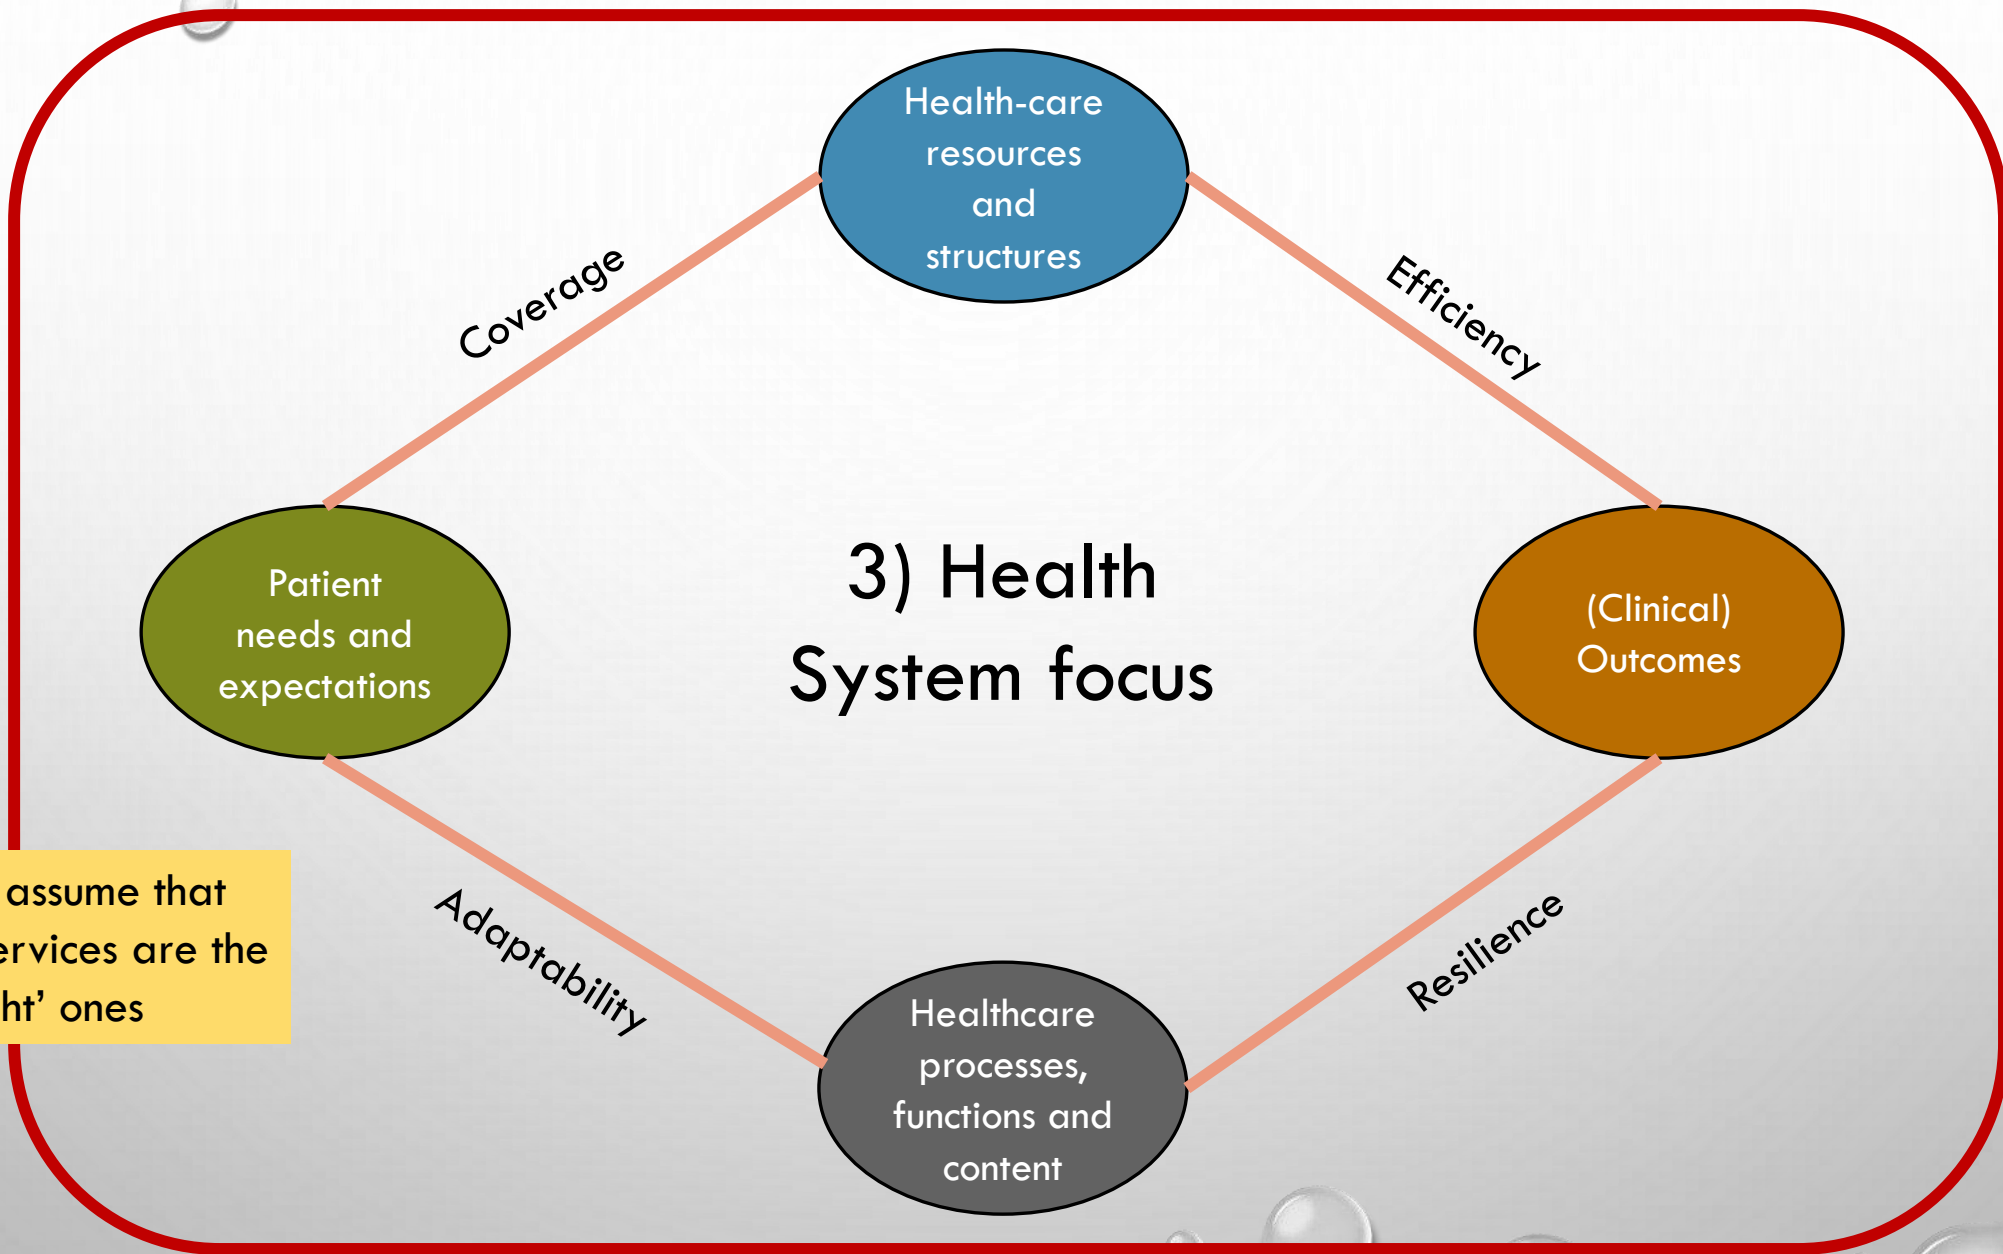 Health-care
resources
and
structures
Coverage
Efficiency
Patient
needs and
expectations
3) Health
System focus
(Clinical)
Outcomes
assume that
ervices are the
ht’ ones
Adaptability
Resilience
Healthcare
processes,
functions and
content